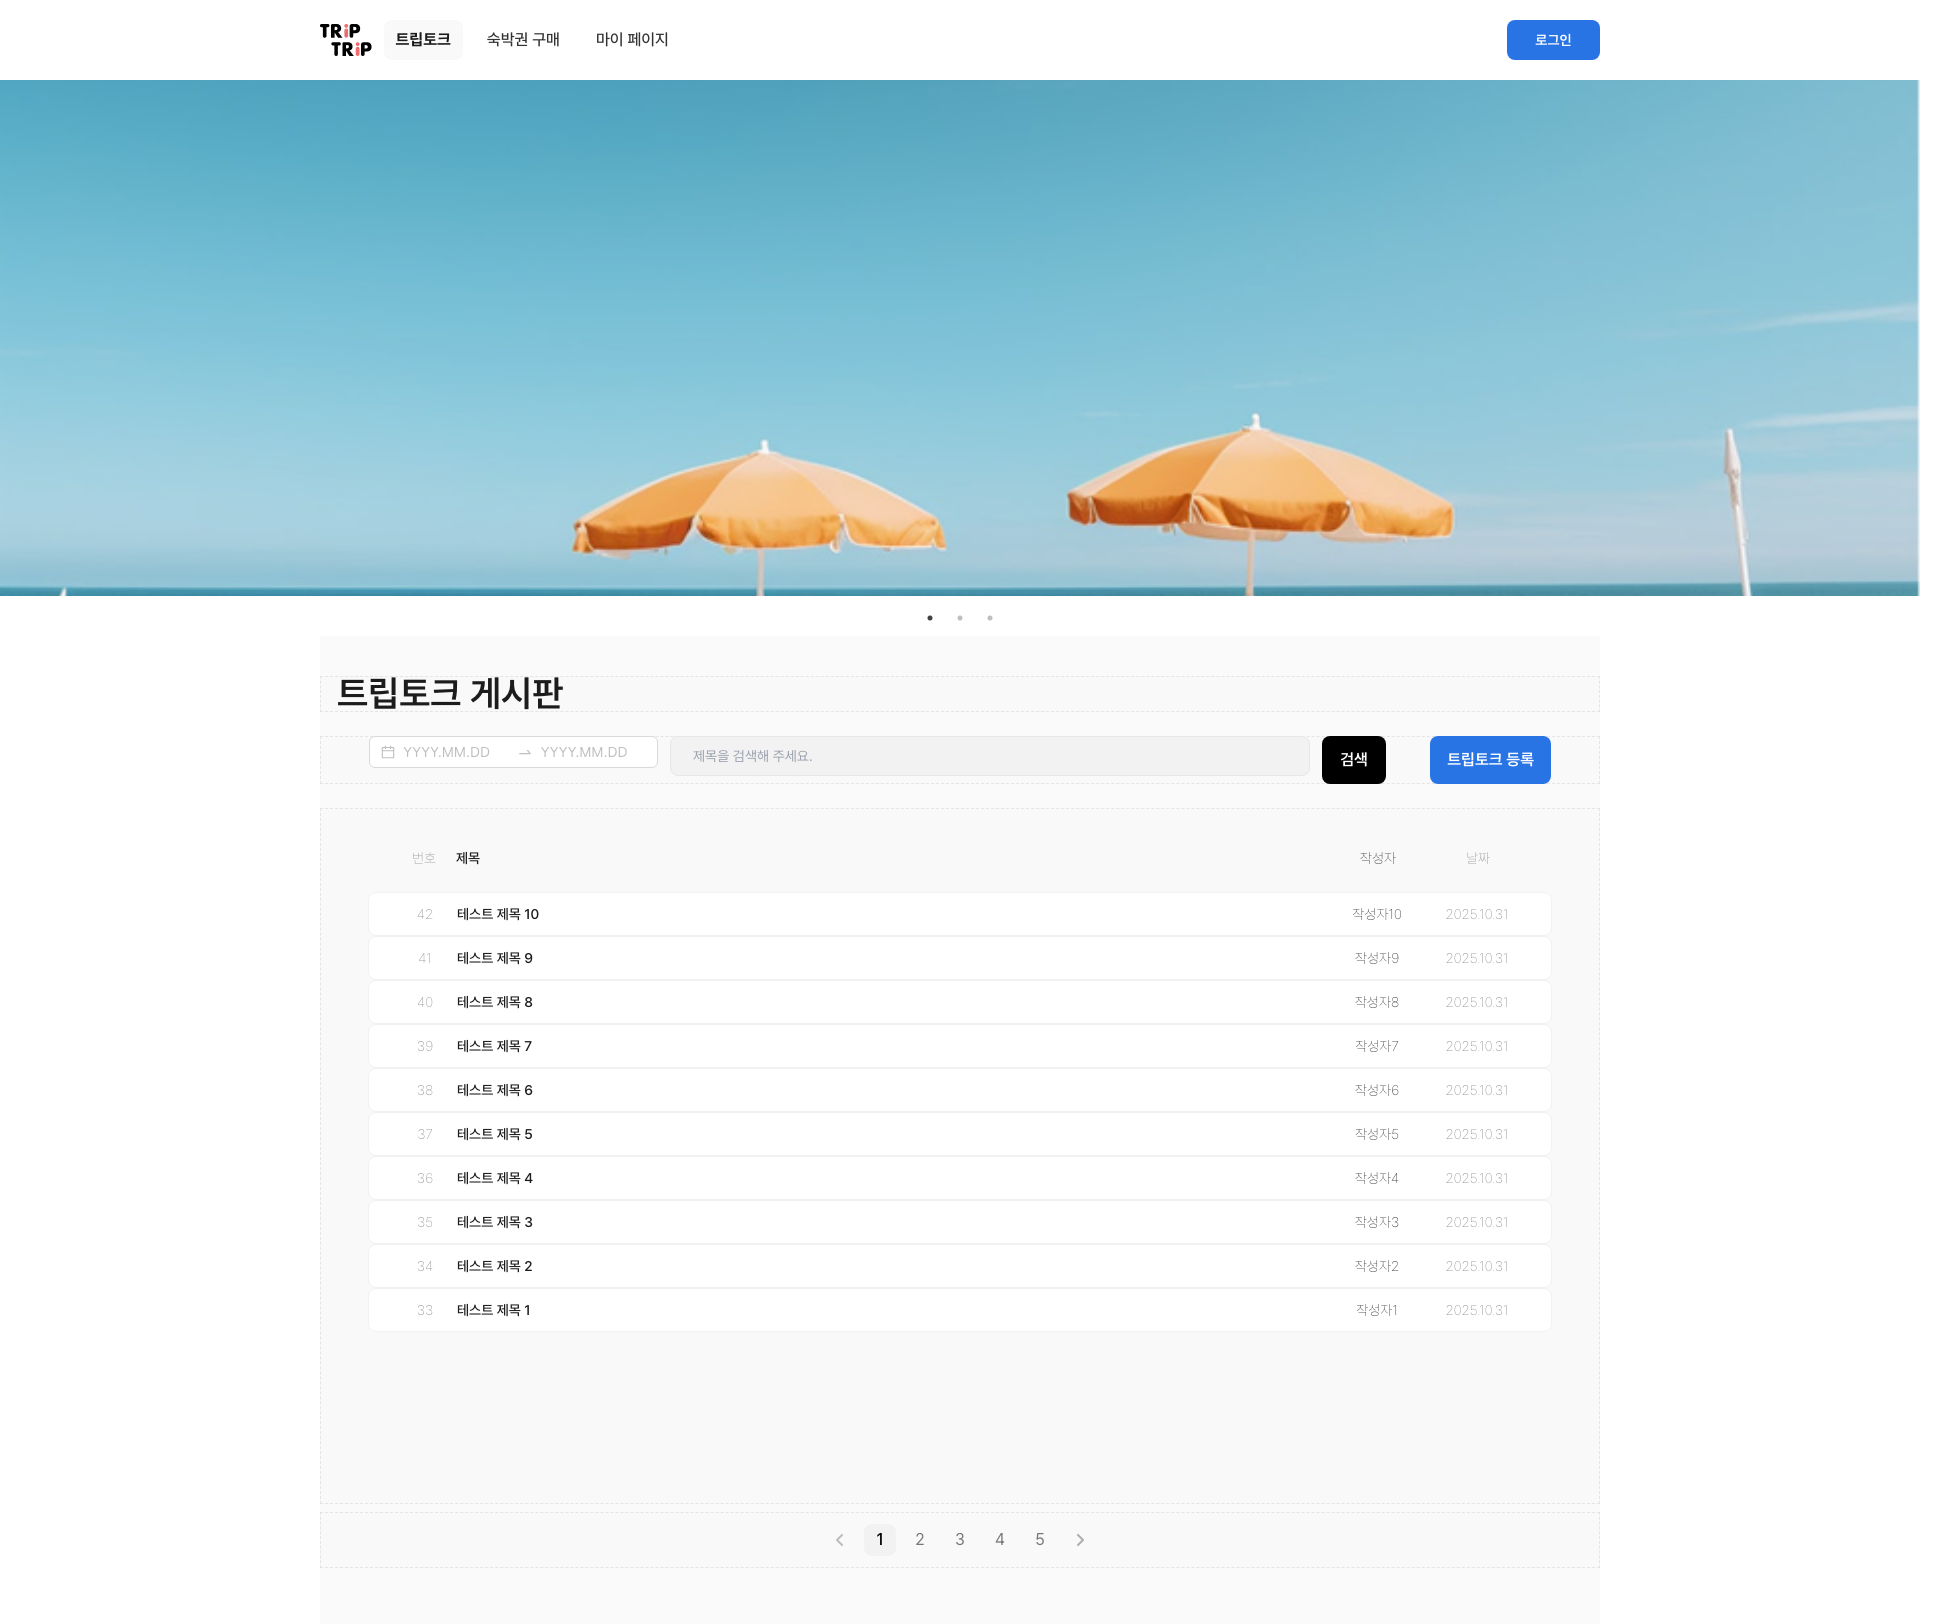 TRiP
TRiP
트립토크 숙박권 구매 마이 페이지 로그인
트립토크 게시판
YYYY.MM.DD YYYY.MM.DD 제목을 검색해 주세요. 검색 트립토크 등록
번호 제목 작성자 날짜
42 테스트 제목 10 작성자10 2025.10.31
41 테스트 제목 9 작성자9 2025.10.31
40 테스트 제목 8 작성자8 2025.10.31
39 테스트 제목 7 작성자7 2025.10.31
38 테스트 제목 6 작성자6 2025.10.31
37 테스트 제목 5 작성자5 2025.10.31
36 테스트 제목 4 작성자4 2025.10.31
35 테스트 제목 3 작성자3 2025.10.31
34 테스트 제목 2 작성자2 2025.10.31
33 테스트 제목 1 작성자1 2025.10.31
1 2 3 4 5